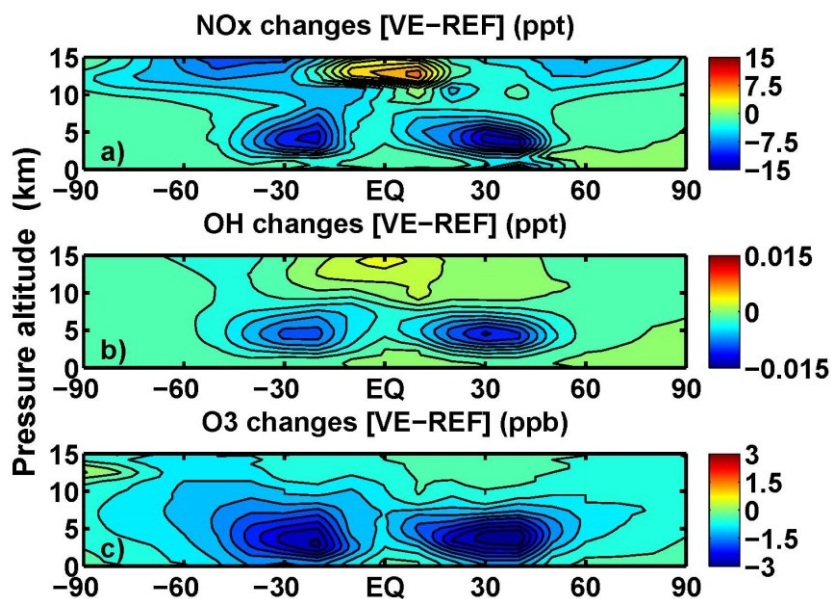 NOx changes [VE−REF] (ppt)
15
10
5
0
a)
−90 −60 −30 EQ 30 60 90
15
7.5
0
−7.5
−15
OH changes [VE−REF] (ppt)
15
10
5
0
b)
−90 −60 −30 EQ 30 60 90
0.015
0
−0.015
O3 changes [VE−REF] (ppb)
15
10
5
0
c)
−90 −60 −30 EQ 30 60 90
3
1.5
0
−1.5
−3
Pressure altitude (km)